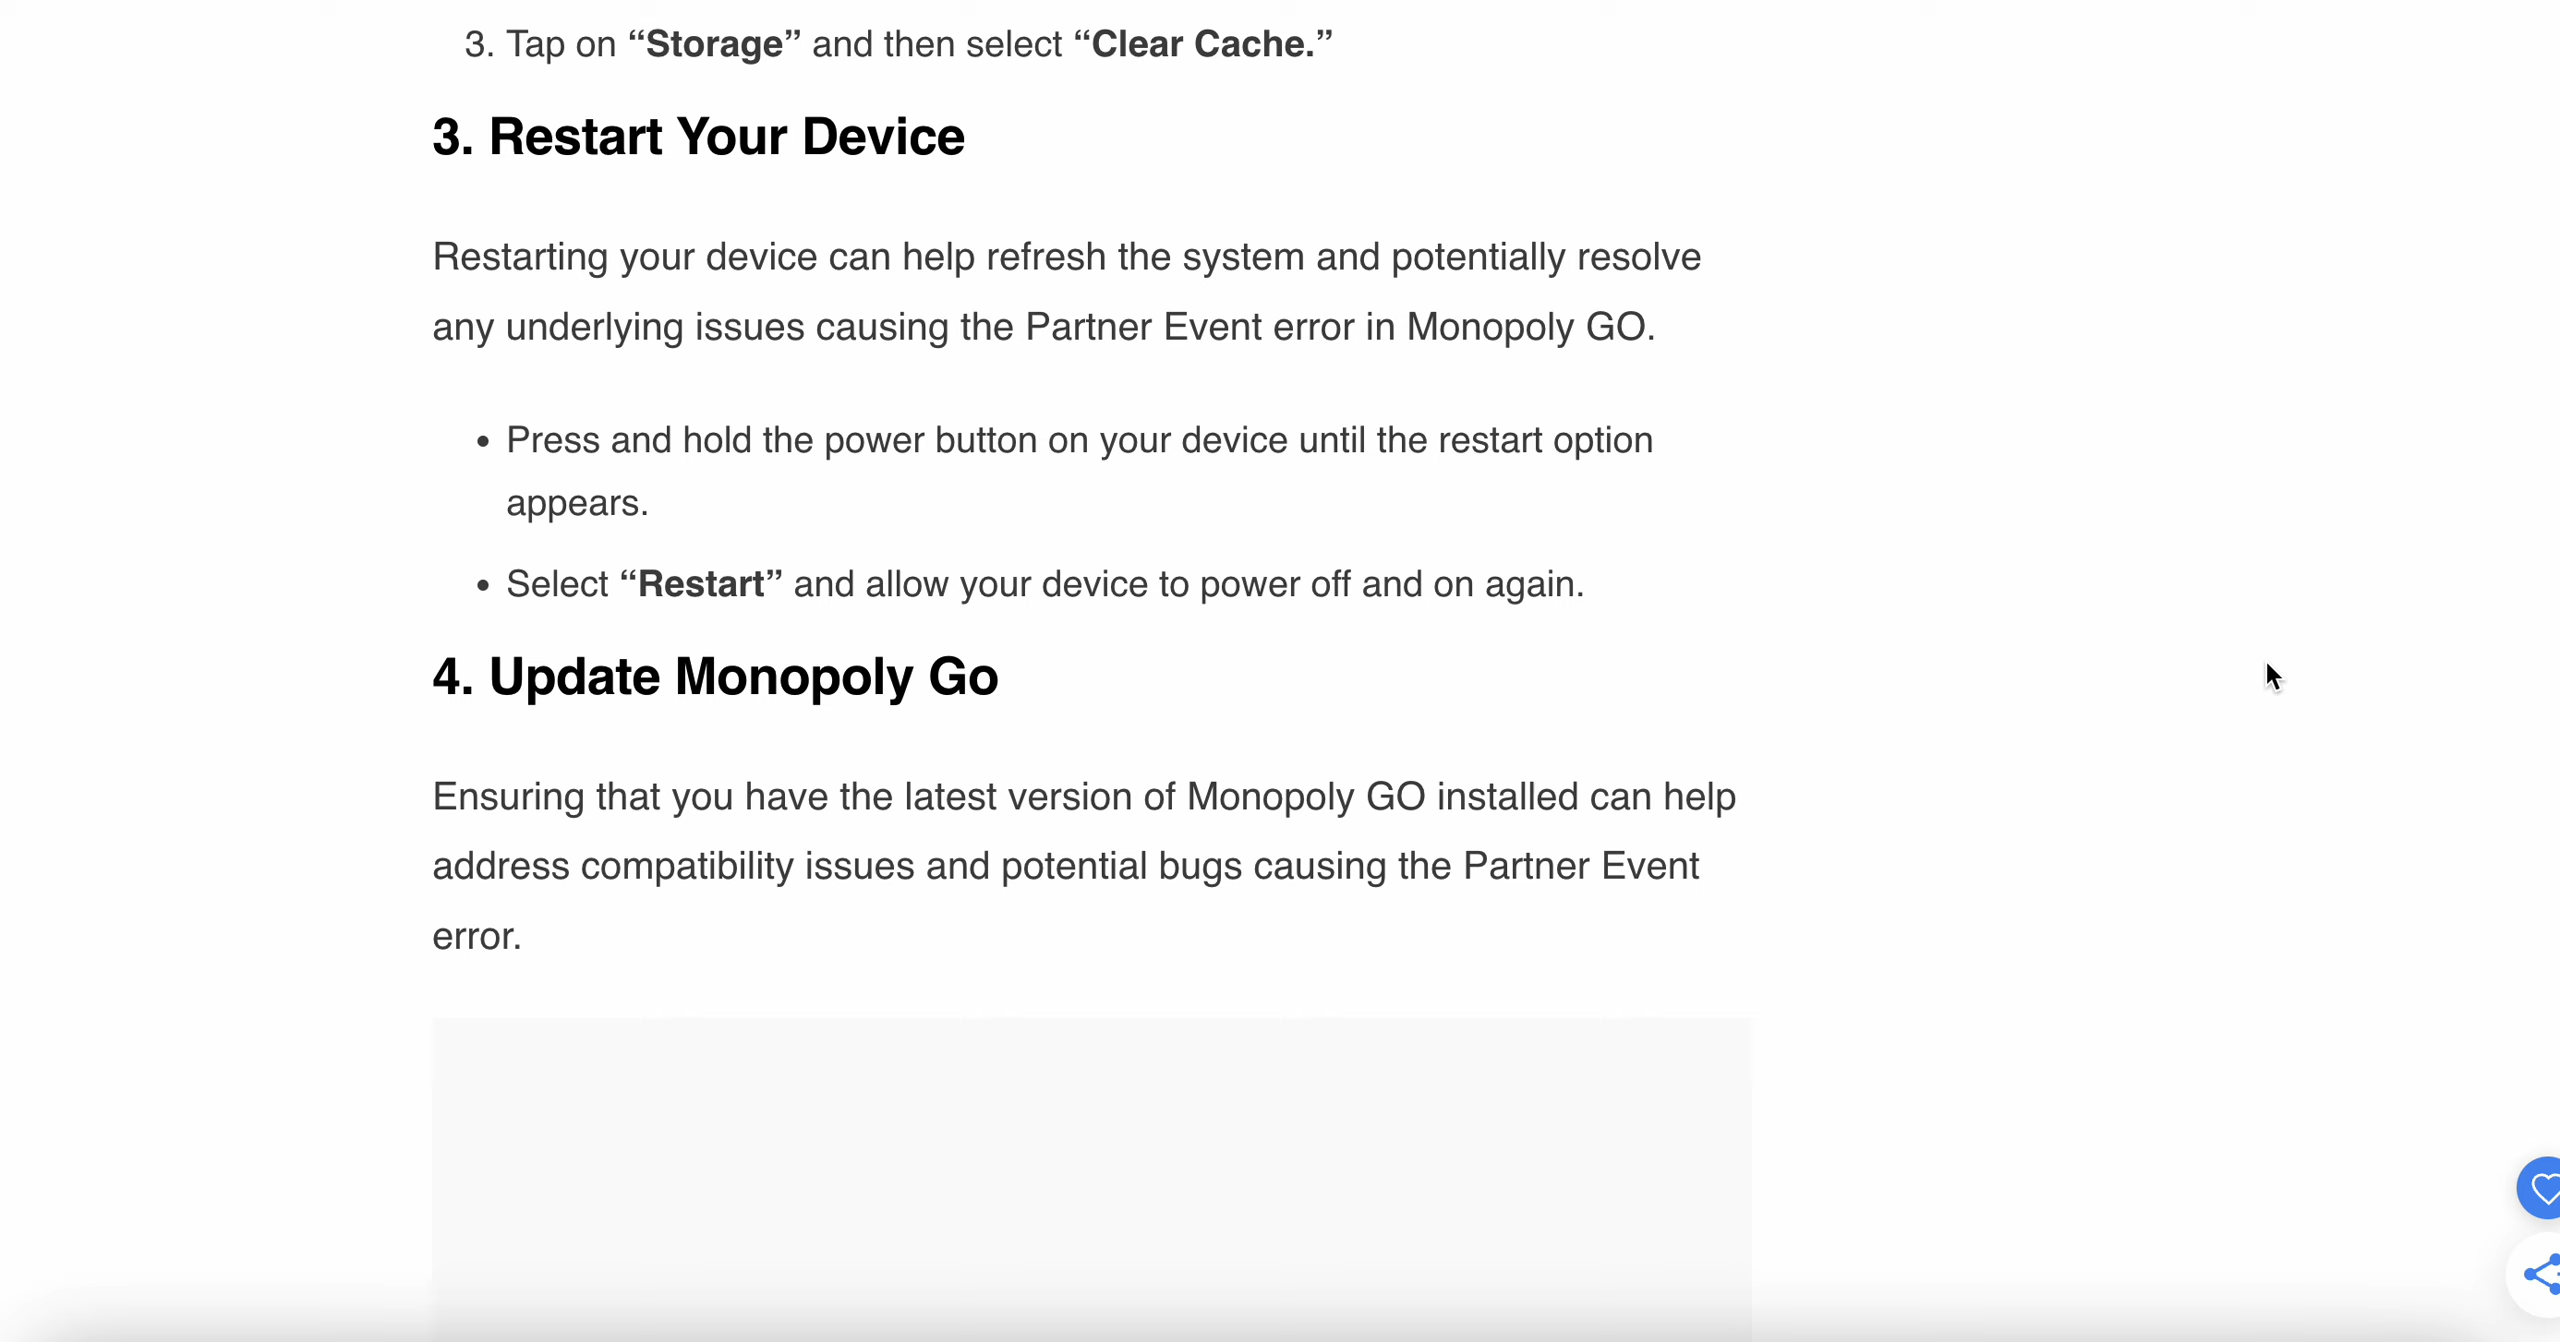 3. Tap on “Storage” and then select “Clear Cache.”
3. Restart Your Device
Restarting your device can help refresh the system and potentially resolve
any underlying issues causing the Partner Event error in Monopoly GO.
• Press and hold the power button on your device until the restart option
appears.
• Select “Restart” and allow your device to power off and on again.
4. Update Monopoly Go
Ensuring that you have the latest version of Monopoly GO installed can help
address compatibility issues and potential bugs causing the Partner Event
error.